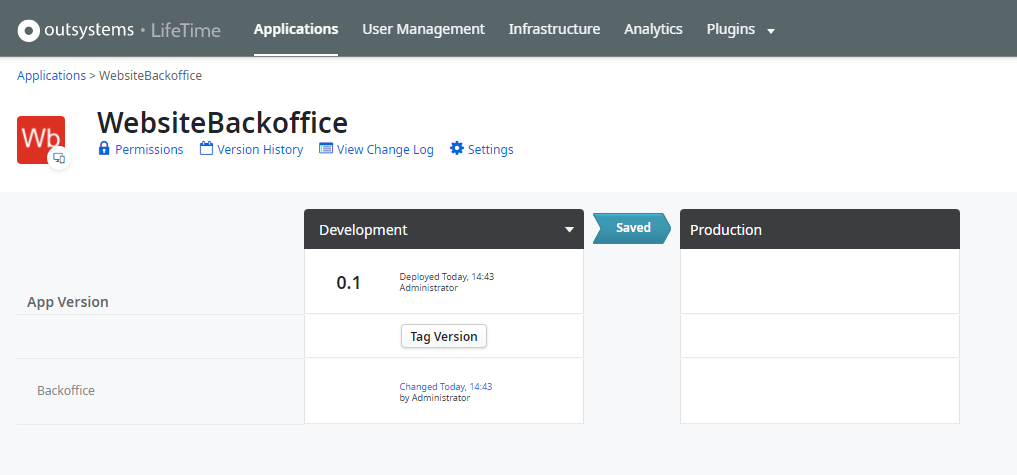 outsystems • LifeTime Applications User Management Infrastructure Analytics Plugins
Applications > WebsiteBackoffice
Wb
WebsiteBackoffice
Permissions Version History View Change Log Settings
Development Saved Production
App Version
0.1
Deployed Today, 14:43
Administrator
Tag Version
Backoffice
Changed Today, 14:43
by Administrator